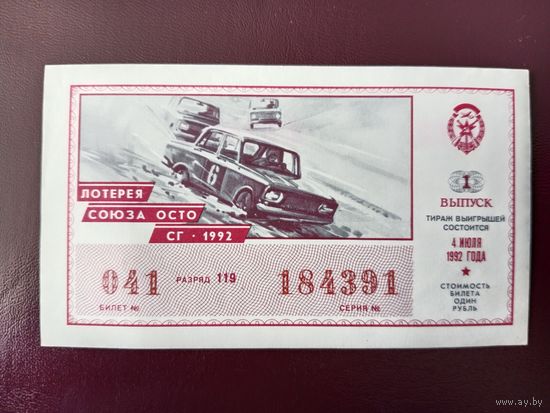 ЛОТЕРЕЯ
СОЮЗА ОСТО
СГ · 1992
6
041 РАЗРЯД 119 184391
БИЛЕТ № СЕРИЯ №
1
ВЫПУСК
ТИРАЖ ВЫИГРЫШЕЙ
СОСТОИТСЯ
4 ИЮЛЯ
1992 ГОДА
★
СТОИМОСТЬ
БИЛЕТА
ОДИН
РУБЛЬ
www.ay.by